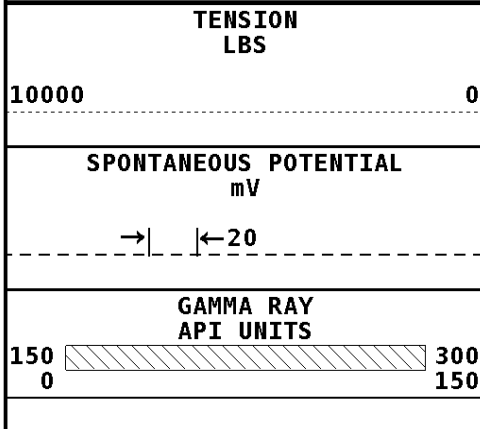 TENSION
LBS
10000 0
SPONTANEOUS POTENTIAL
mV
→| |←20
GAMMA RAY
API UNITS
150 300
0 150